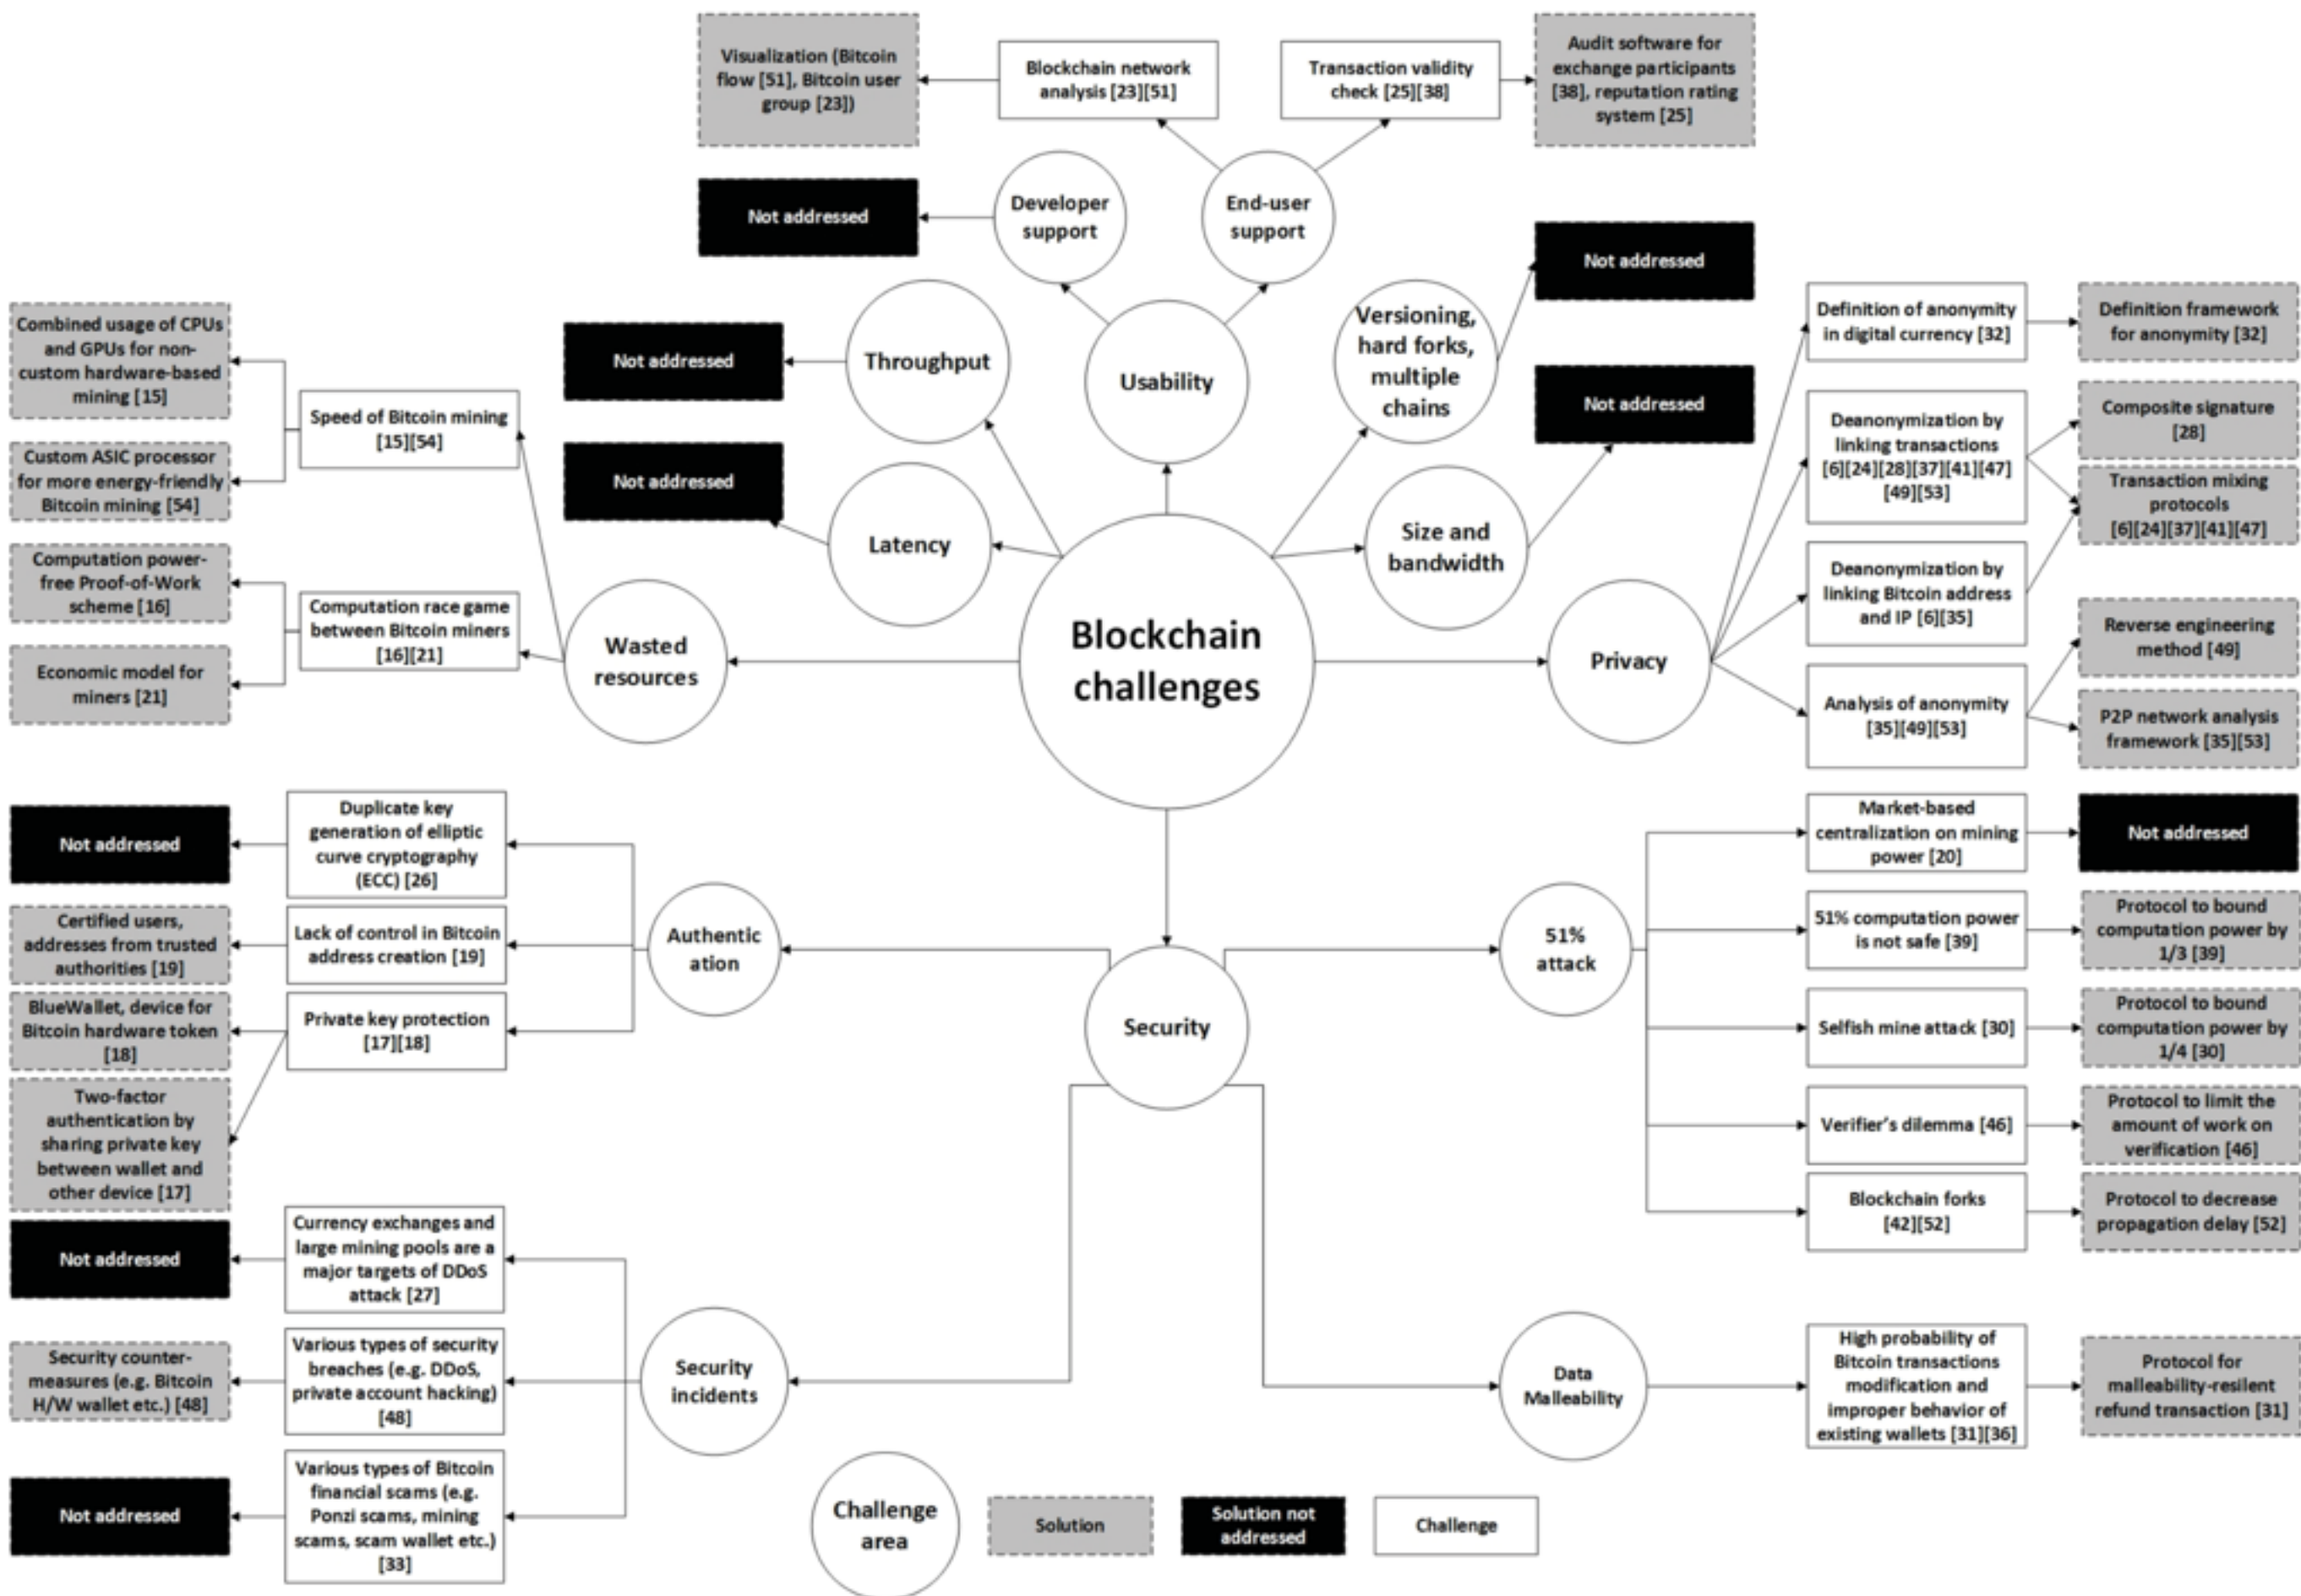 Visualization (Bitcoin
flow [51], Bitcoin user
group [23])
Blockchain network
analysis [23][51]
Transaction validity
check [25][38]
Audit software for
exchange participants
[38], reputation rating
system [25]
Not addressed
Developer
support
End-user
support
Not addressed
Combined usage of CPUs
and GPUs for non-
custom hardware-based
mining [15]
Speed of Bitcoin mining
[15][54]
Custom ASIC processor
for more energy-friendly
Bitcoin mining [54]
Not addressed
Throughput
Usability
Versioning,
hard forks,
multiple
chains
Not addressed
Not addressed
Latency
Size and
bandwidth
Definition of anonymity
in digital currency [32]
Definition framework
for anonymity [32]
Deanonymization by
linking transactions
[6][24][28][37][41][47]
[49][53]
Composite signature
[28]
Transaction mixing
protocols
[6][24][37][41][47]
Computation power-
free Proof-of-Work
scheme [16]
Computation race game
between Bitcoin miners
[16][21]
Economic model for
miners [21]
Wasted
resources
Blockchain
challenges
Privacy
Deanonymization by
linking Bitcoin address
and IP [6][35]
Analysis of anonymity
[35][49][53]
Reverse engineering
method [49]
P2P network analysis
framework [35][53]
Not addressed
Duplicate key
generation of elliptic
curve cryptography
(ECC) [26]
Certified users,
addresses from trusted
authorities [19]
Lack of control in Bitcoin
address creation [19]
BlueWallet, device for
Bitcoin hardware token
[18]
Private key protection
[17][18]
Two-factor
authentication by
sharing private key
between wallet and
other device [17]
Authentic
ation
Security
51%
attack
Market-based
centralization on mining
power [20]
Not addressed
51% computation power
is not safe [39]
Protocol to bound
computation power by
1/3 [39]
Selfish mine attack [30]
Protocol to bound
computation power by
1/4 [30]
Verifier's dilemma [46]
Protocol to limit the
amount of work on
verification [46]
Blockchain forks
[42][52]
Protocol to decrease
propagation delay [52]
Not addressed
Currency exchanges and
large mining pools are a
major targets of DDoS
attack [27]
Security counter-
measures (e.g. Bitcoin
H/W wallet etc.) [48]
Various types of security
breaches (e.g. DDoS,
private account hacking)
[48]
Not addressed
Various types of Bitcoin
financial scams (e.g.
Ponzi scams, mining
scams, scam wallet etc.)
[33]
Security
incidents
Data
Malleability
High probability of
Bitcoin transactions
modification and
improper behavior of
existing wallets [31][36]
Protocol for
malleability-resilent
refund transaction [31]
Challenge
area
Solution
Solution not
addressed
Challenge